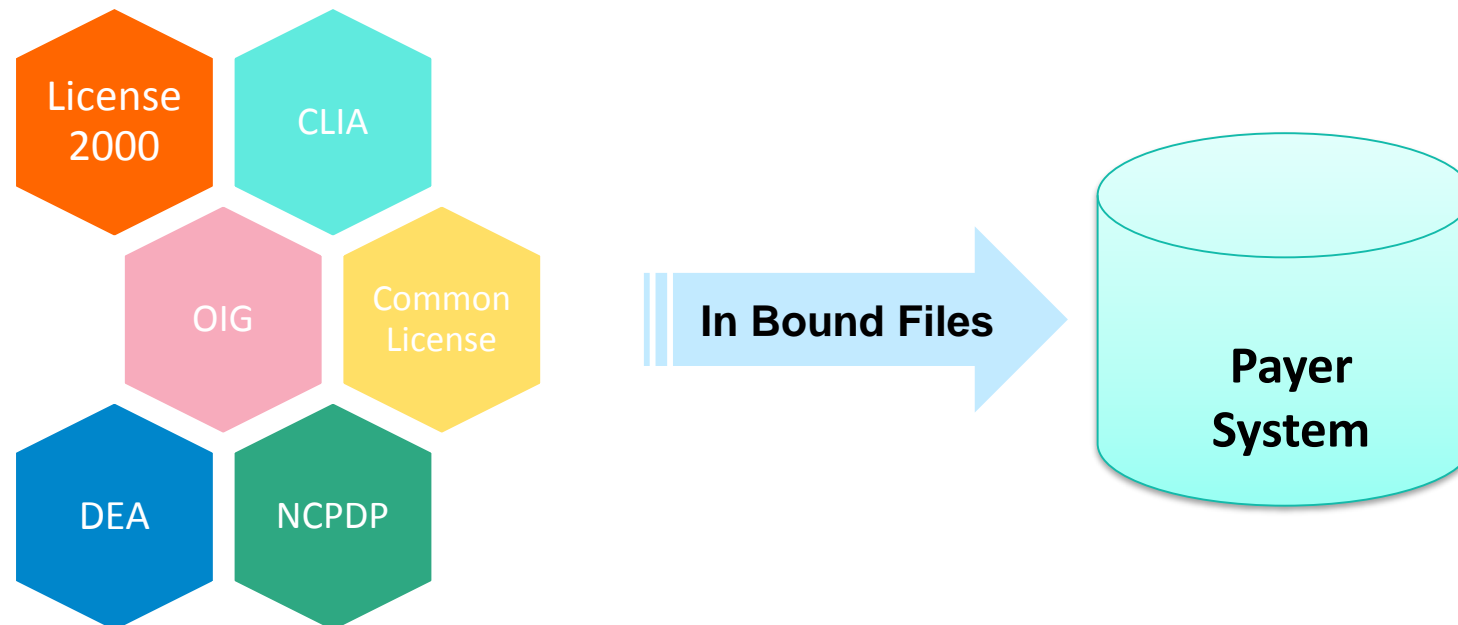 License
2000
CLIA
OIG
Common
License
DEA
NCPDP
In Bound Files
Payer
System